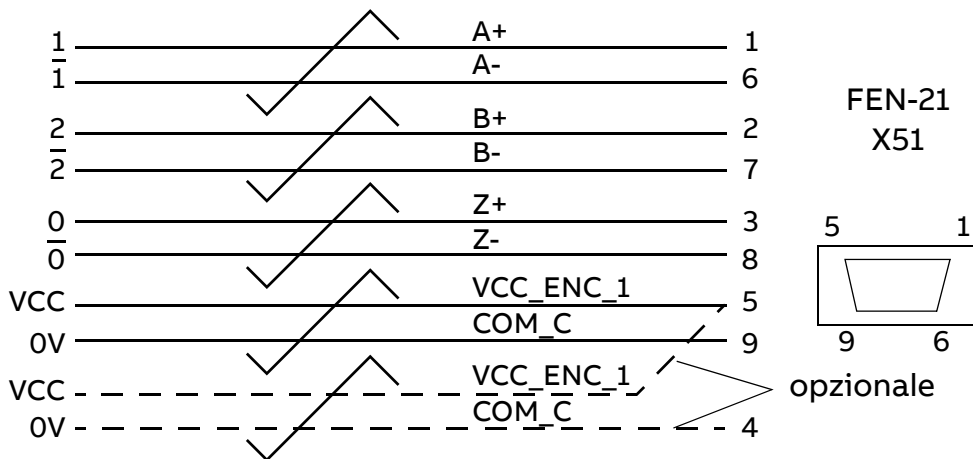 1 A+ 1
1̅ A- 6
2 B+ 2
2̅ B- 7
0 Z+ 3
0̅ Z- 8
VCC VCC_ENC_1 5
0V COM_C 9
VCC VCC_ENC_1
0V COM_C 4
FEN-21
X51
5 1
9 6
opzionale